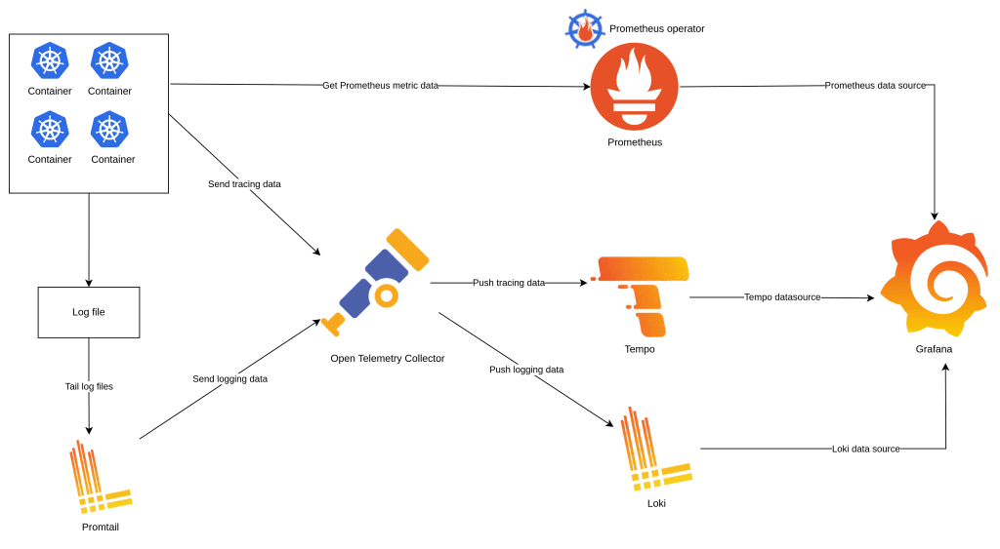 Prometheus operator
Container
Container
Get Prometheus metric data
Prometheus data source
Prometheus
Container
Container
Send tracing data
Push tracing data
Tempo datasource
Log file
Tempo
Grafana
Open Telemetry Collector
Push logging data
Send logging data
Tail log files
Loki data source
Loki
Promtail